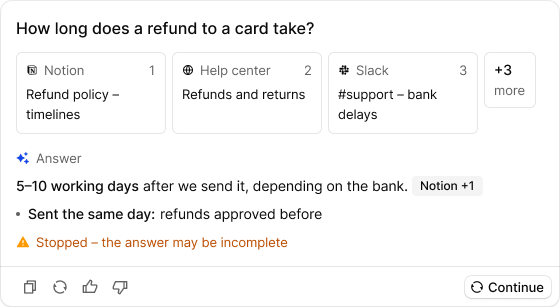 How long does a refund to a card take?
Notion 1
Refund policy – timelines
Help center 2
Refunds and returns
Slack 3
#support – bank delays
+3
more
Answer
5–10 working days after we send it, depending on the bank. Notion +1
• Sent the same day: refunds approved before
Stopped – the answer may be incomplete
Continue